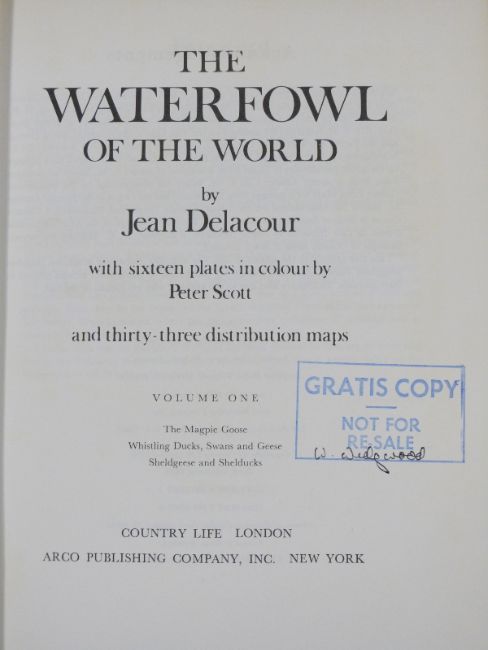 THE
WATERFOWL
OF THE WORLD
by
Jean Delacour
with sixteen plates in colour by
Peter Scott
and thirty-three distribution maps
VOLUME ONE
The Magpie Goose
Whistling Ducks, Swans and Geese
Sheldgeese and Shelducks
GRATIS COPY
NOT FOR
RE SALE
W. Wedgwood
COUNTRY LIFE LONDON
ARCO PUBLISHING COMPANY, INC. NEW YORK